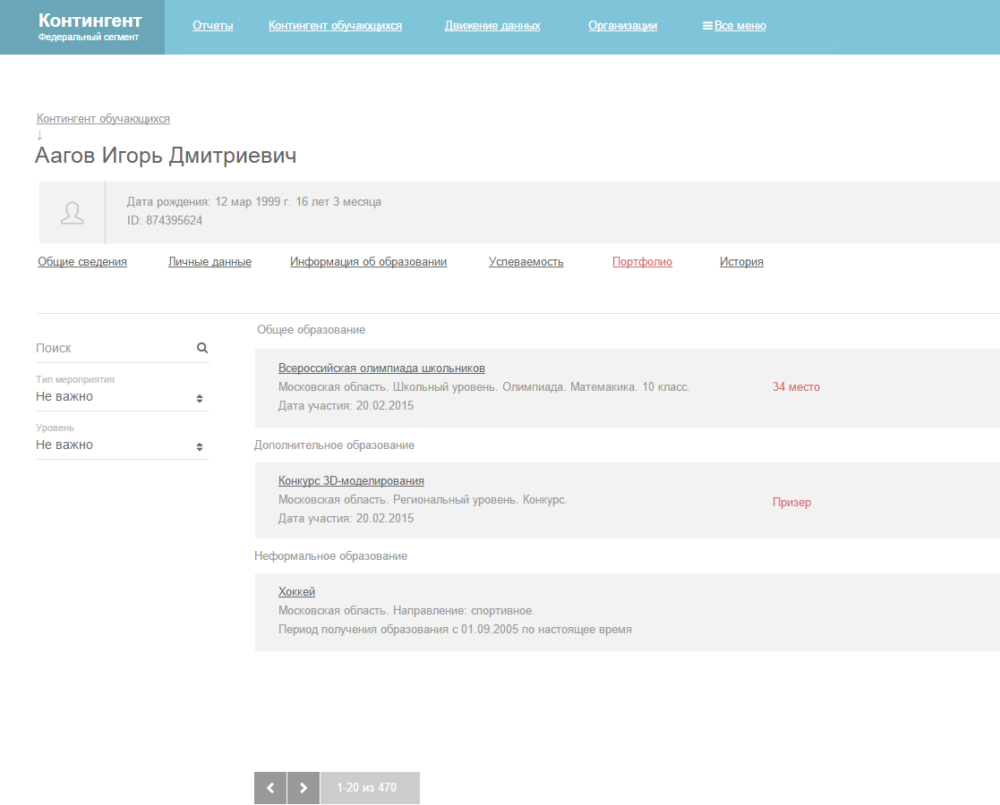 Контингент
Федеральный сегмент
Отчеты
Контингент обучающихся
Движение данных
Организации
Все меню
Контингент обучающихся
↓
Аагов Игорь Дмитриевич
Дата рождения: 12 мар 1999 г. 16 лет 3 месяца
ID: 874395624
Общие сведения
Личные данные
Информация об образовании
Успеваемость
Портфолио
История
Поиск
Тип мероприятия
Не важно
Уровень
Не важно
Общее образование
Всероссийская олимпиада школьников
Московская область. Школьный уровень. Олимпиада. Матемакика. 10 класс.
34 место
Дата участия: 20.02.2015
Дополнительное образование
Конкурс 3D-моделирования
Московская область. Региональный уровень. Конкурс.
Призер
Дата участия: 20.02.2015
Неформальное образование
Хоккей
Московская область. Направление: спортивное.
Период получения образования с 01.09.2005 по настоящее время
1-20 из 470